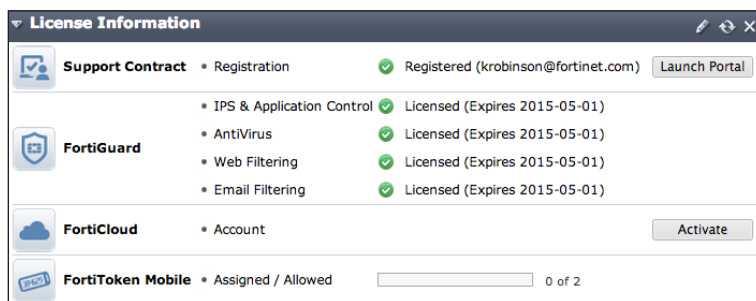 License Information
Support Contract • Registration Registered (krobinson@fortinet.com) Launch Portal
• IPS & Application Control Licensed (Expires 2015-05-01)
• AntiVirus Licensed (Expires 2015-05-01)
FortiGuard
• Web Filtering Licensed (Expires 2015-05-01)
• Email Filtering Licensed (Expires 2015-05-01)
FortiCloud • Account Activate
FortiToken Mobile • Assigned / Allowed 0 of 2